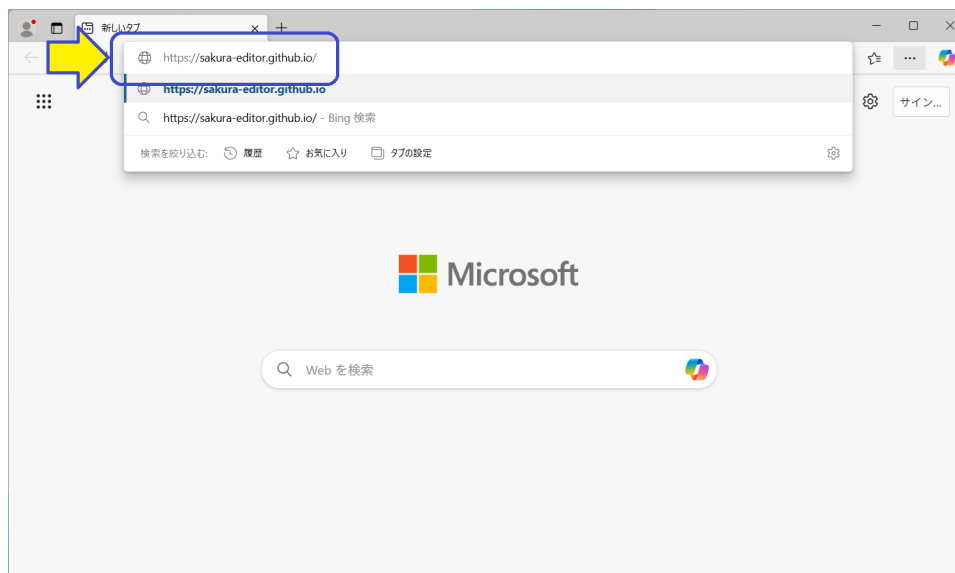 新しいタブ
https://sakura-editor.github.io/
https://sakura-editor.github.io
https://sakura-editor.github.io/ - Bing 検索
検索を絞り込む: 履歴 お気に入り タブの設定
サイン...
Microsoft
Web を検索